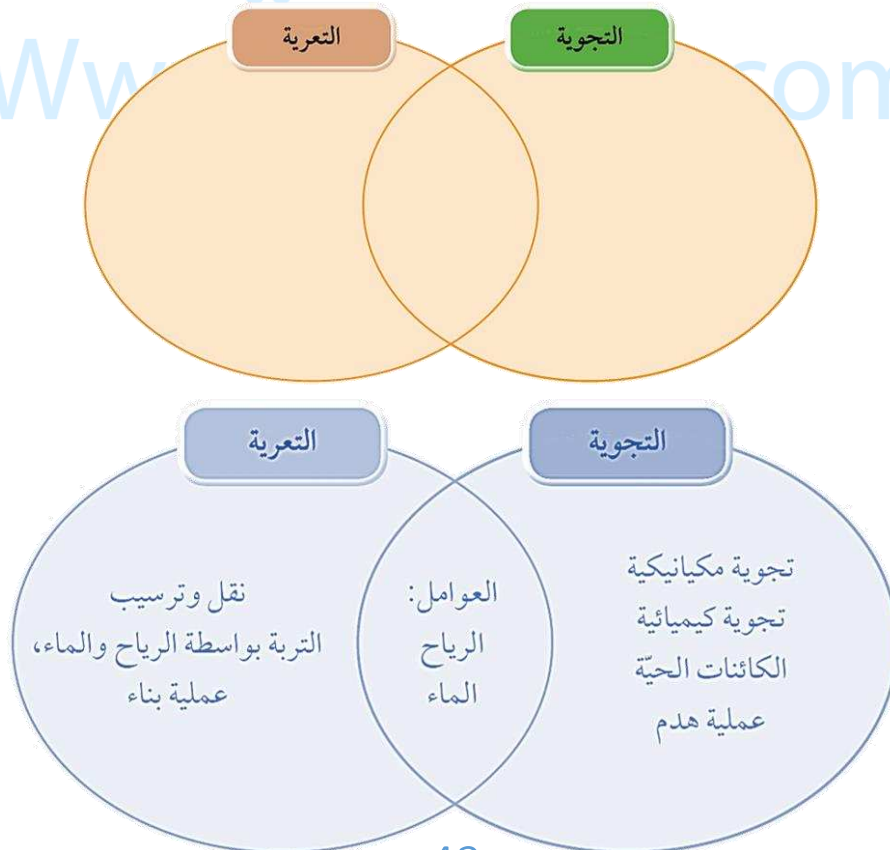 التجوية
التعرية
التجوية
التعرية
تجوية مكيانيكية
تجوية كيميائية
الكائنات الحيّة
عملية هدم
العوامل:
الرياح
الماء
نقل وترسيب
التربة بواسطة الرياح والماء،
عملية بناء